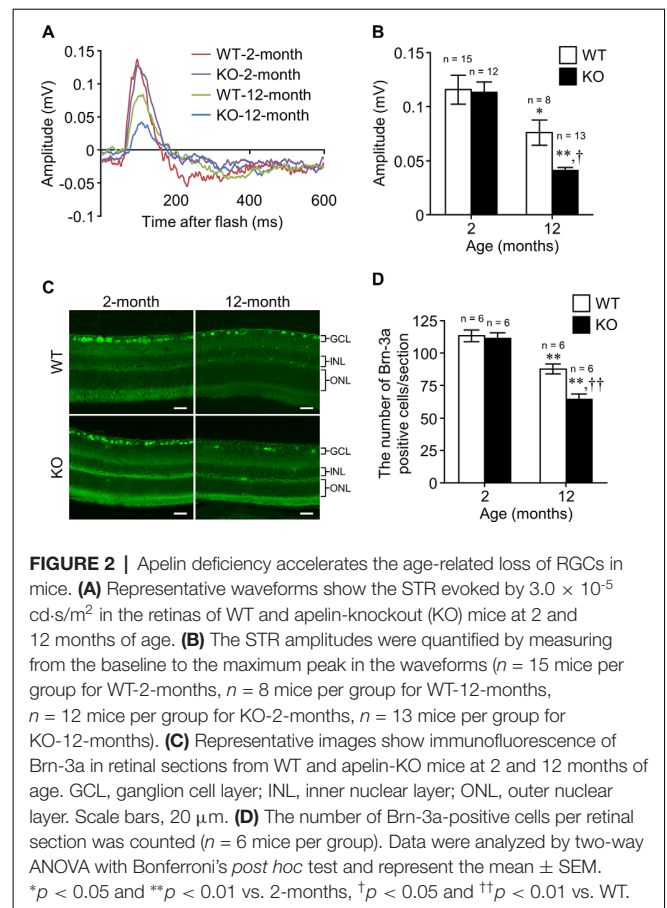 A
WT-2-month
KO-2-month
WT-12-month
KO-12-month
0.15
0.1
0.05
0
-0.05
-0.1
Amplitude (mV)
200
400
600
Time after flash (ms)
B
WT
KO
n = 15
n = 12
n = 8
*
n = 13
**,†
0.15
0.1
0.05
0
Amplitude (mV)
2
12
Age (months)
C
2-month
12-month
WT
GCL
INL
ONL
KO
GCL
INL
ONL
D
WT
KO
n = 6
n = 6
n = 6
**
n = 6
**,††
125
100
75
50
25
0
The number of Brn-3a
positive cells/section
2
12
Age (months)
FIGURE 2 | Apelin deficiency accelerates the age-related loss of RGCs in
mice. (A) Representative waveforms show the STR evoked by 3.0 × 10-5
cd·s/m2 in the retinas of WT and apelin-knockout (KO) mice at 2 and
12 months of age. (B) The STR amplitudes were quantified by measuring
from the baseline to the maximum peak in the waveforms (n = 15 mice per
group for WT-2-months, n = 8 mice per group for WT-12-months,
n = 12 mice per group for KO-2-months, n = 13 mice per group for
KO-12-months). (C) Representative images show immunofluorescence of
Brn-3a in retinal sections from WT and apelin-KO mice at 2 and 12 months of
age. GCL, ganglion cell layer; INL, inner nuclear layer; ONL, outer nuclear
layer. Scale bars, 20 μm. (D) The number of Brn-3a-positive cells per retinal
section was counted (n = 6 mice per group). Data were analyzed by two-way
ANOVA with Bonferroni's post hoc test and represent the mean ± SEM.
*p < 0.05 and **p < 0.01 vs. 2-months, †p < 0.05 and ††p < 0.01 vs. WT.